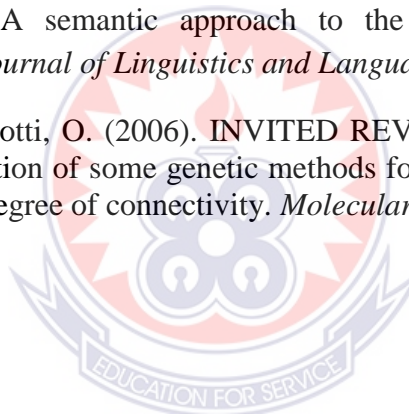 A semantic approach to the
ournal of Linguistics and Langua
otti, O. (2006). INVITED REV
tion of some genetic methods fo
egree of connectivity. Molecular
EDUCATION FOR SERVICE